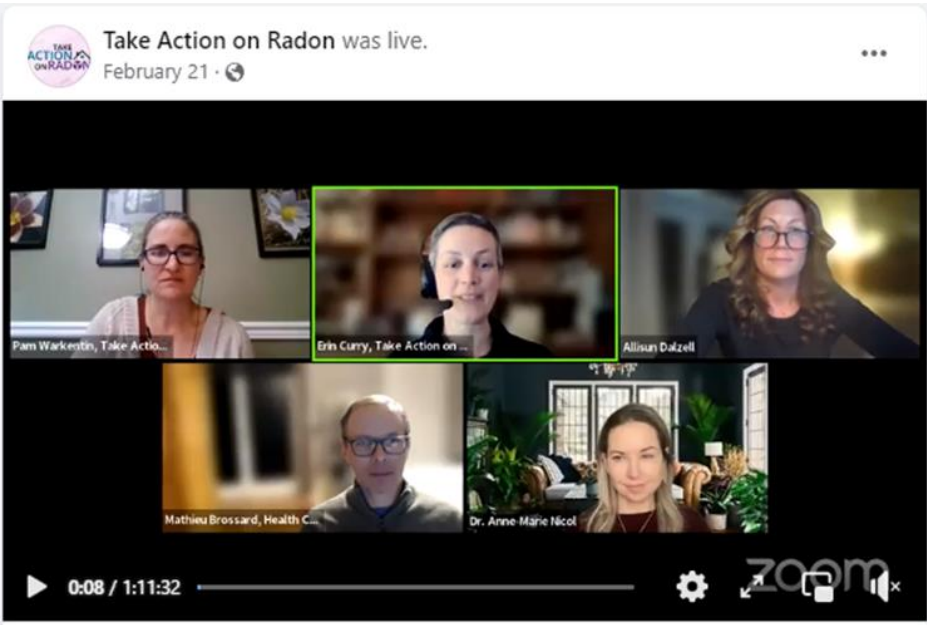 TAKE
ACTION
ON RADON
Take Action on Radon was live.
February 21 ·
Pam Warkentin, Take Actio...
Erin Curry, Take Action on ...
Allisun Dalzell
Mathieu Brossard, Health C...
Dr. Anne-Marie Nicol
zoom
0:08 / 1:11:32